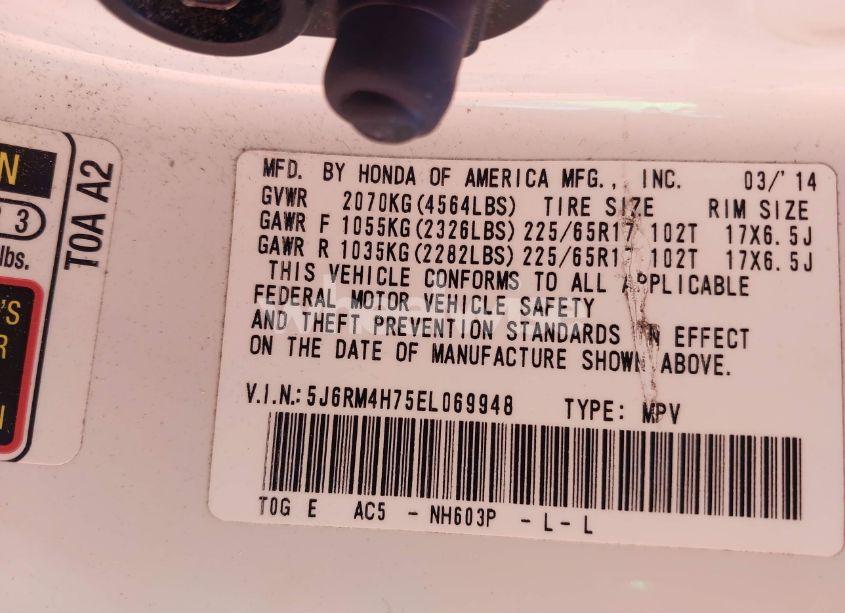 N
3
lbs.
'S
R
N
T0A A2
MFD. BY HONDA OF AMERICA MFG., INC. 03/'14
GVWR 2070KG(4564LBS) TIRE SIZE RIM SIZE
GAWR F 1055KG(2326LBS) 225/65R17 102T 17X6.5J
GAWR R 1035KG(2282LBS) 225/65R17 102T 17X6.5J
THIS VEHICLE CONFORMS TO ALL APPLICABLE
FEDERAL MOTOR VEHICLE SAFETY
AND THEFT PREVENTION STANDARDS IN EFFECT
ON THE DATE OF MANUFACTURE SHOWN ABOVE.
V.I.N.:5J6RM4H75EL069948 TYPE: MPV
T0G E AC5 - NH603P - L - L